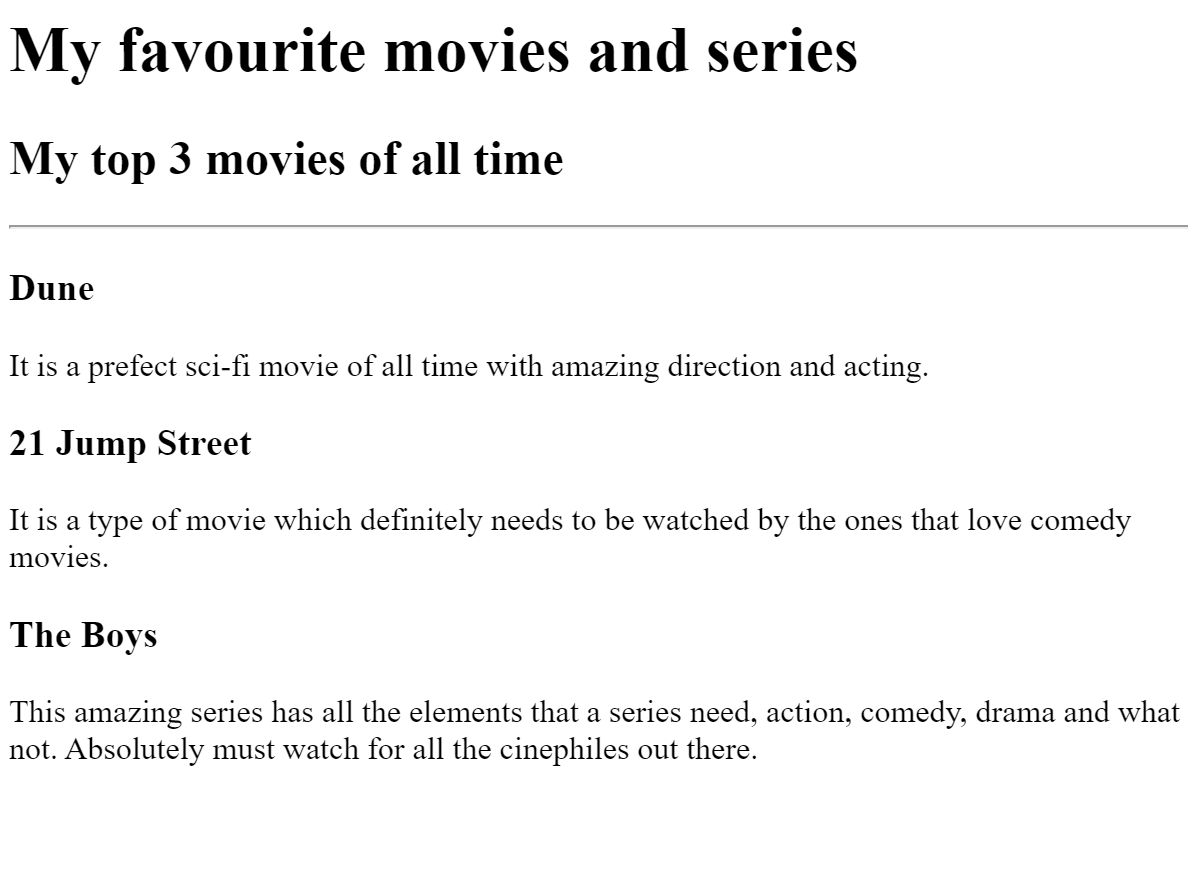 My favourite movies and series
My top 3 movies of all time
Dune
It is a prefect sci-fi movie of all time with amazing direction and acting.
21 Jump Street
It is a type of movie which definitely needs to be watched by the ones that love comedy
movies.
The Boys
This amazing series has all the elements that a series need, action, comedy, drama and what
not. Absolutely must watch for all the cinephiles out there.